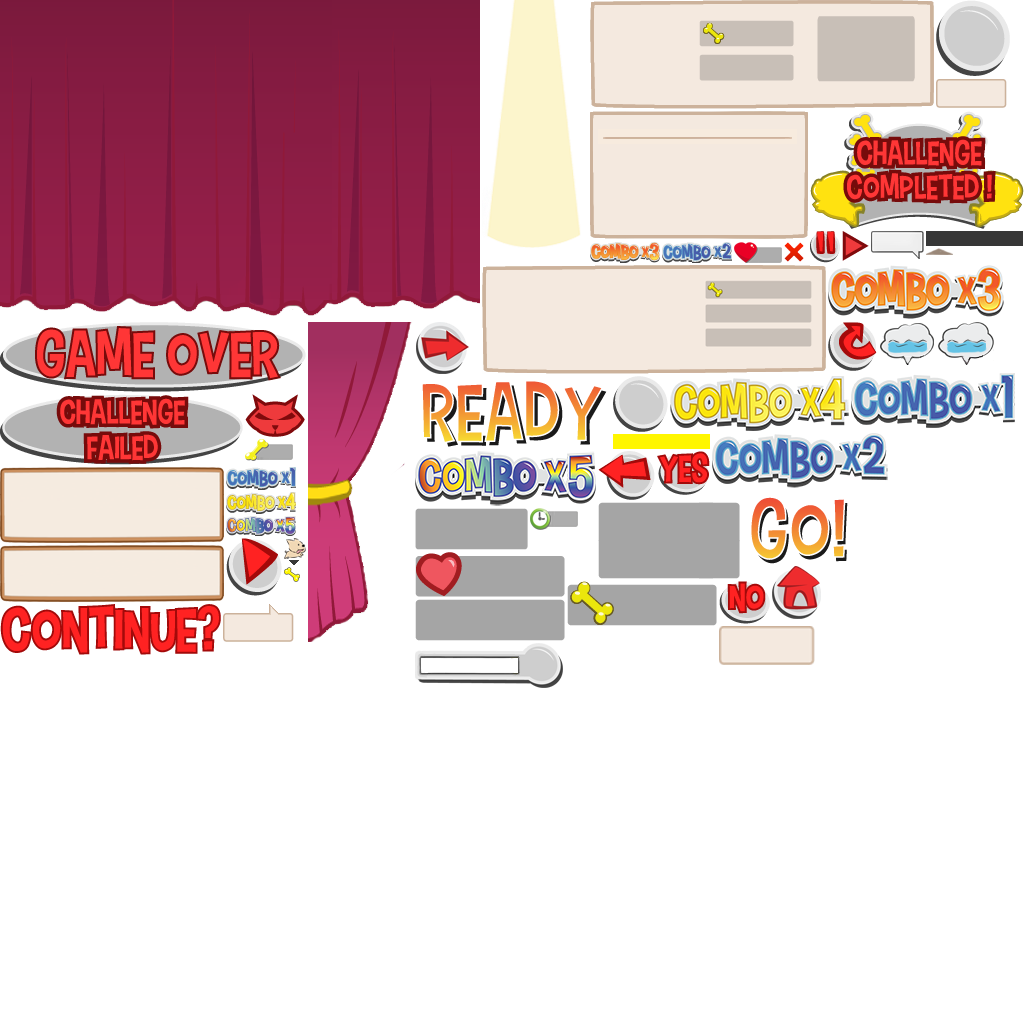 CHALLENGE
COMPLETED !
COMBO x3
COMBO x2
COMBO x3
GAME OVER
CHALLENGE
FAILED
READY
COMBO x4
COMBO x1
COMBO x5
YES
COMBO x2
COMBO x1
COMBO x4
COMBO x5
GO!
NO
CONTINUE?